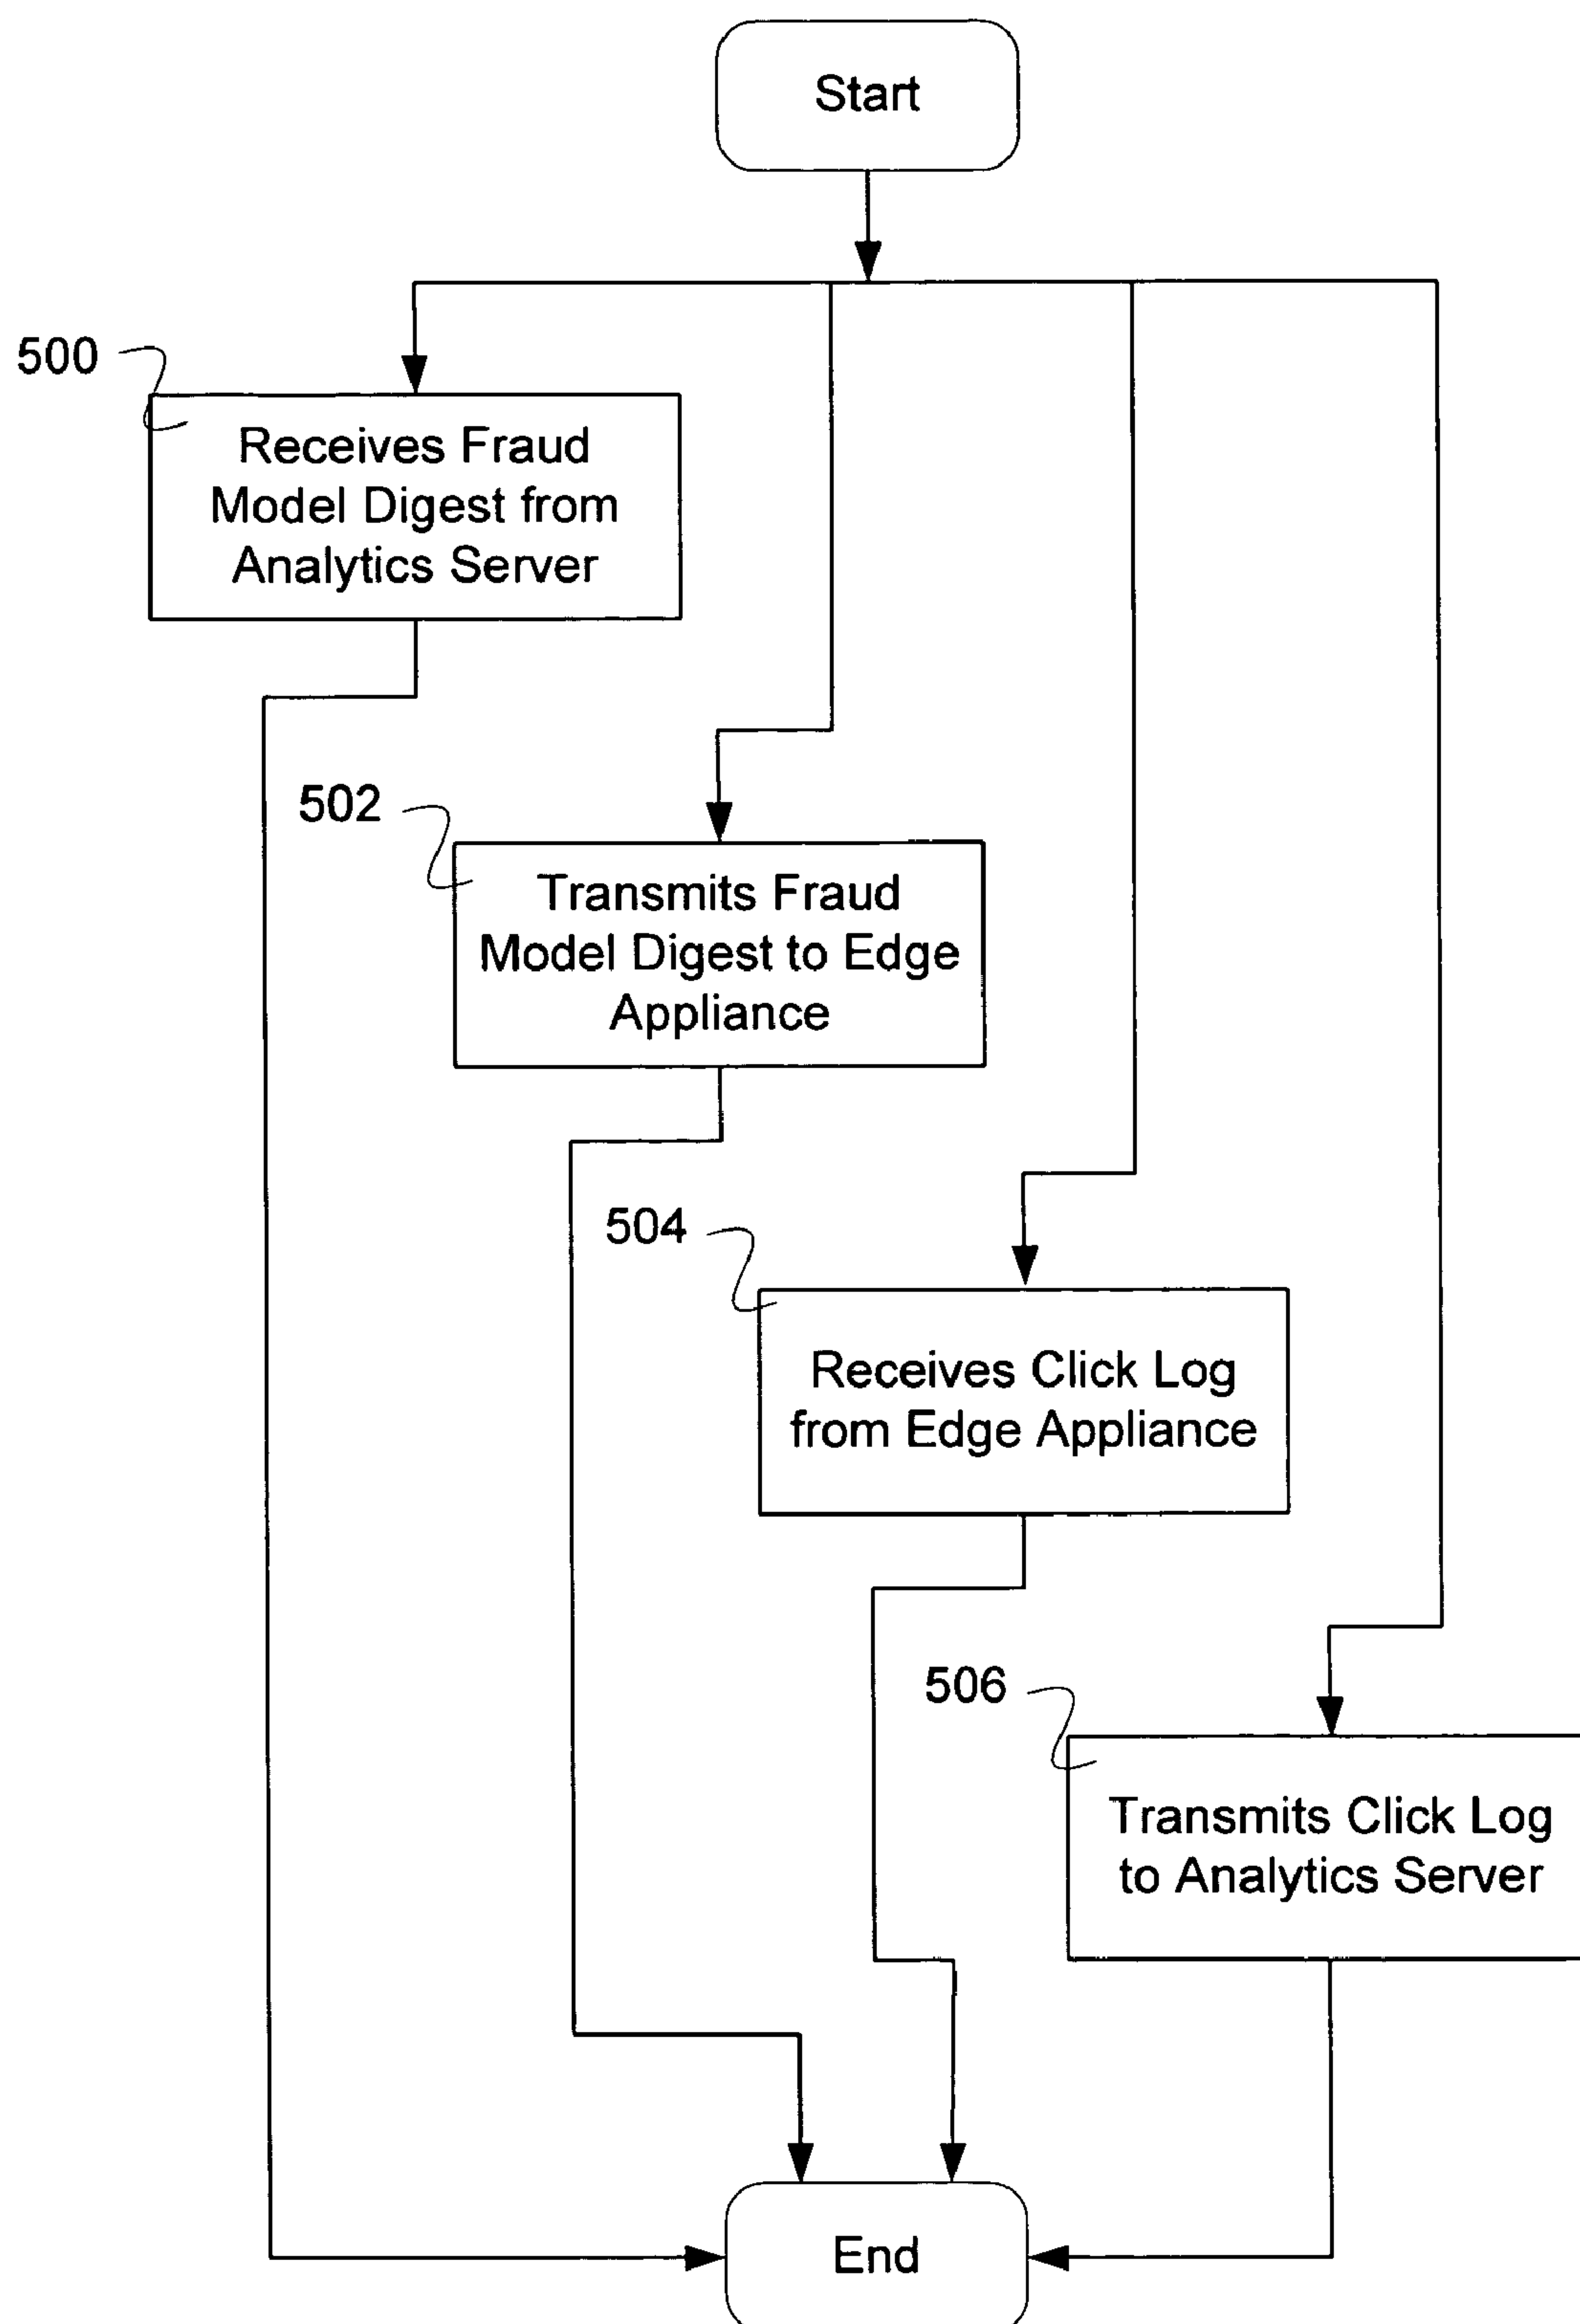 Start
500
Receives Fraud
Model Digest from
Analytics Server
502
Transmits Fraud
Model Digest to Edge
Appliance
504
Receives Click Log
from Edge Appliance
506
Transmits Click Log
to Analytics Server
End